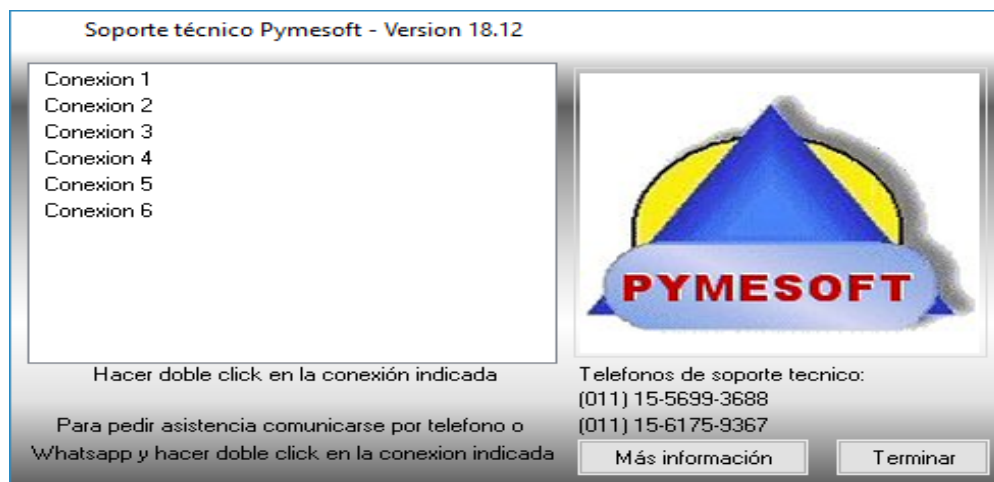 Soporte técnico Pymesoft - Version 18.12
Conexion 1
Conexion 2
Conexion 3
Conexion 4
Conexion 5
Conexion 6
PYMESOFT
Hacer doble click en la conexión indicada
Para pedir asistencia comunicarse por telefono o
Whatsapp y hacer doble click en la conexion indicada
Telefonos de soporte tecnico:
(011) 15-5699-3688
(011) 15-6175-9367
Más información
Terminar